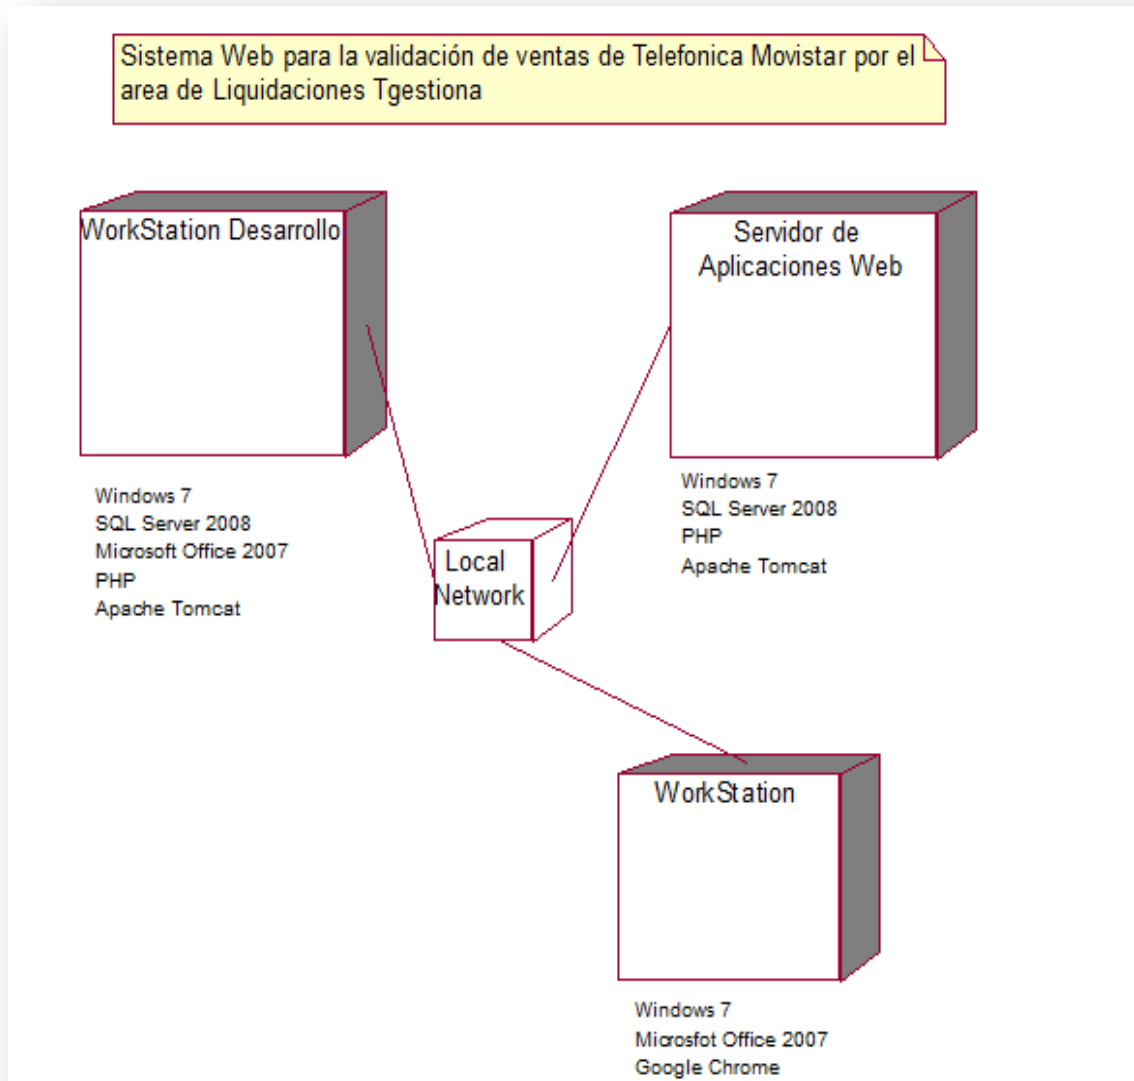 Sistema Web para la validación de ventas de Telefonica Movistar por el
area de Liquidaciones Tgestiona
WorkStation Desarrollo
Windows 7
SQL Server 2008
Microsoft Office 2007
PHP
Apache Tomcat
Servidor de
Aplicaciones Web
Windows 7
SQL Server 2008
PHP
Apache Tomcat
Local
Network
WorkStation
Windows 7
Microsfot Office 2007
Google Chrome